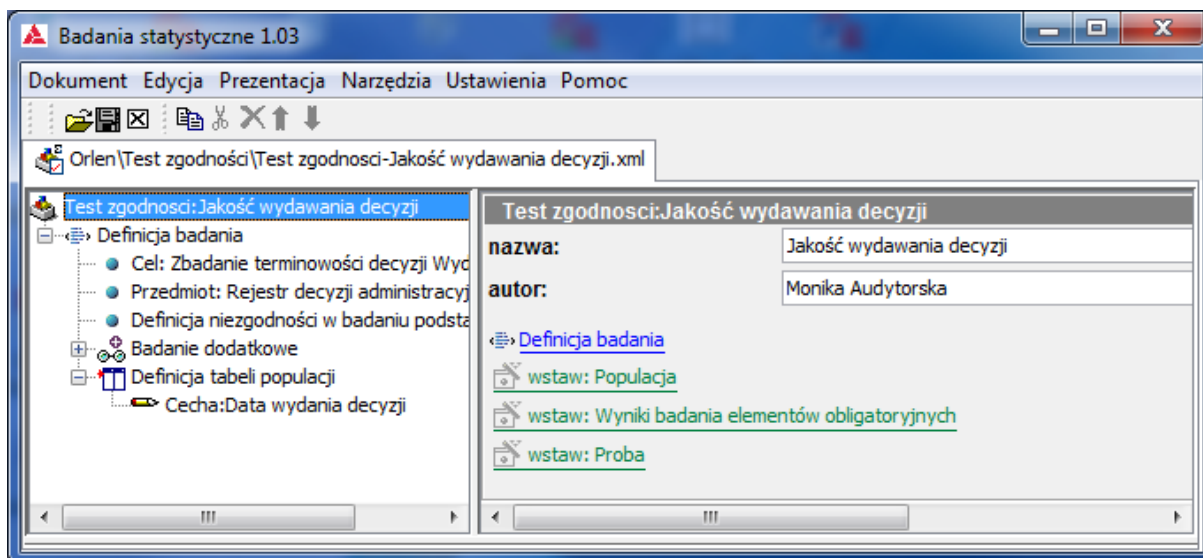 Badania statystyczne 1.03
Dokument Edycja Prezentacja Narzędzia Ustawienia Pomoc
Orlen\Test zgodności\Test zgodnosci-Jakość wydawania decyzji.xml
Test zgodnosci:Jakość wydawania decyzji
Definicja badania
Cel: Zbadanie terminowości decyzji Wyd
Przedmiot: Rejestr decyzji administracyj
Definicja niezgodności w badaniu podsta
Badanie dodatkowe
Definicja tabeli populacji
Cecha:Data wydania decyzji
Test zgodnosci:Jakość wydawania decyzji
nazwa: Jakość wydawania decyzji
autor: Monika Audytorska
Definicja badania
wstaw: Populacja
wstaw: Wyniki badania elementów obligatoryjnych
wstaw: Proba